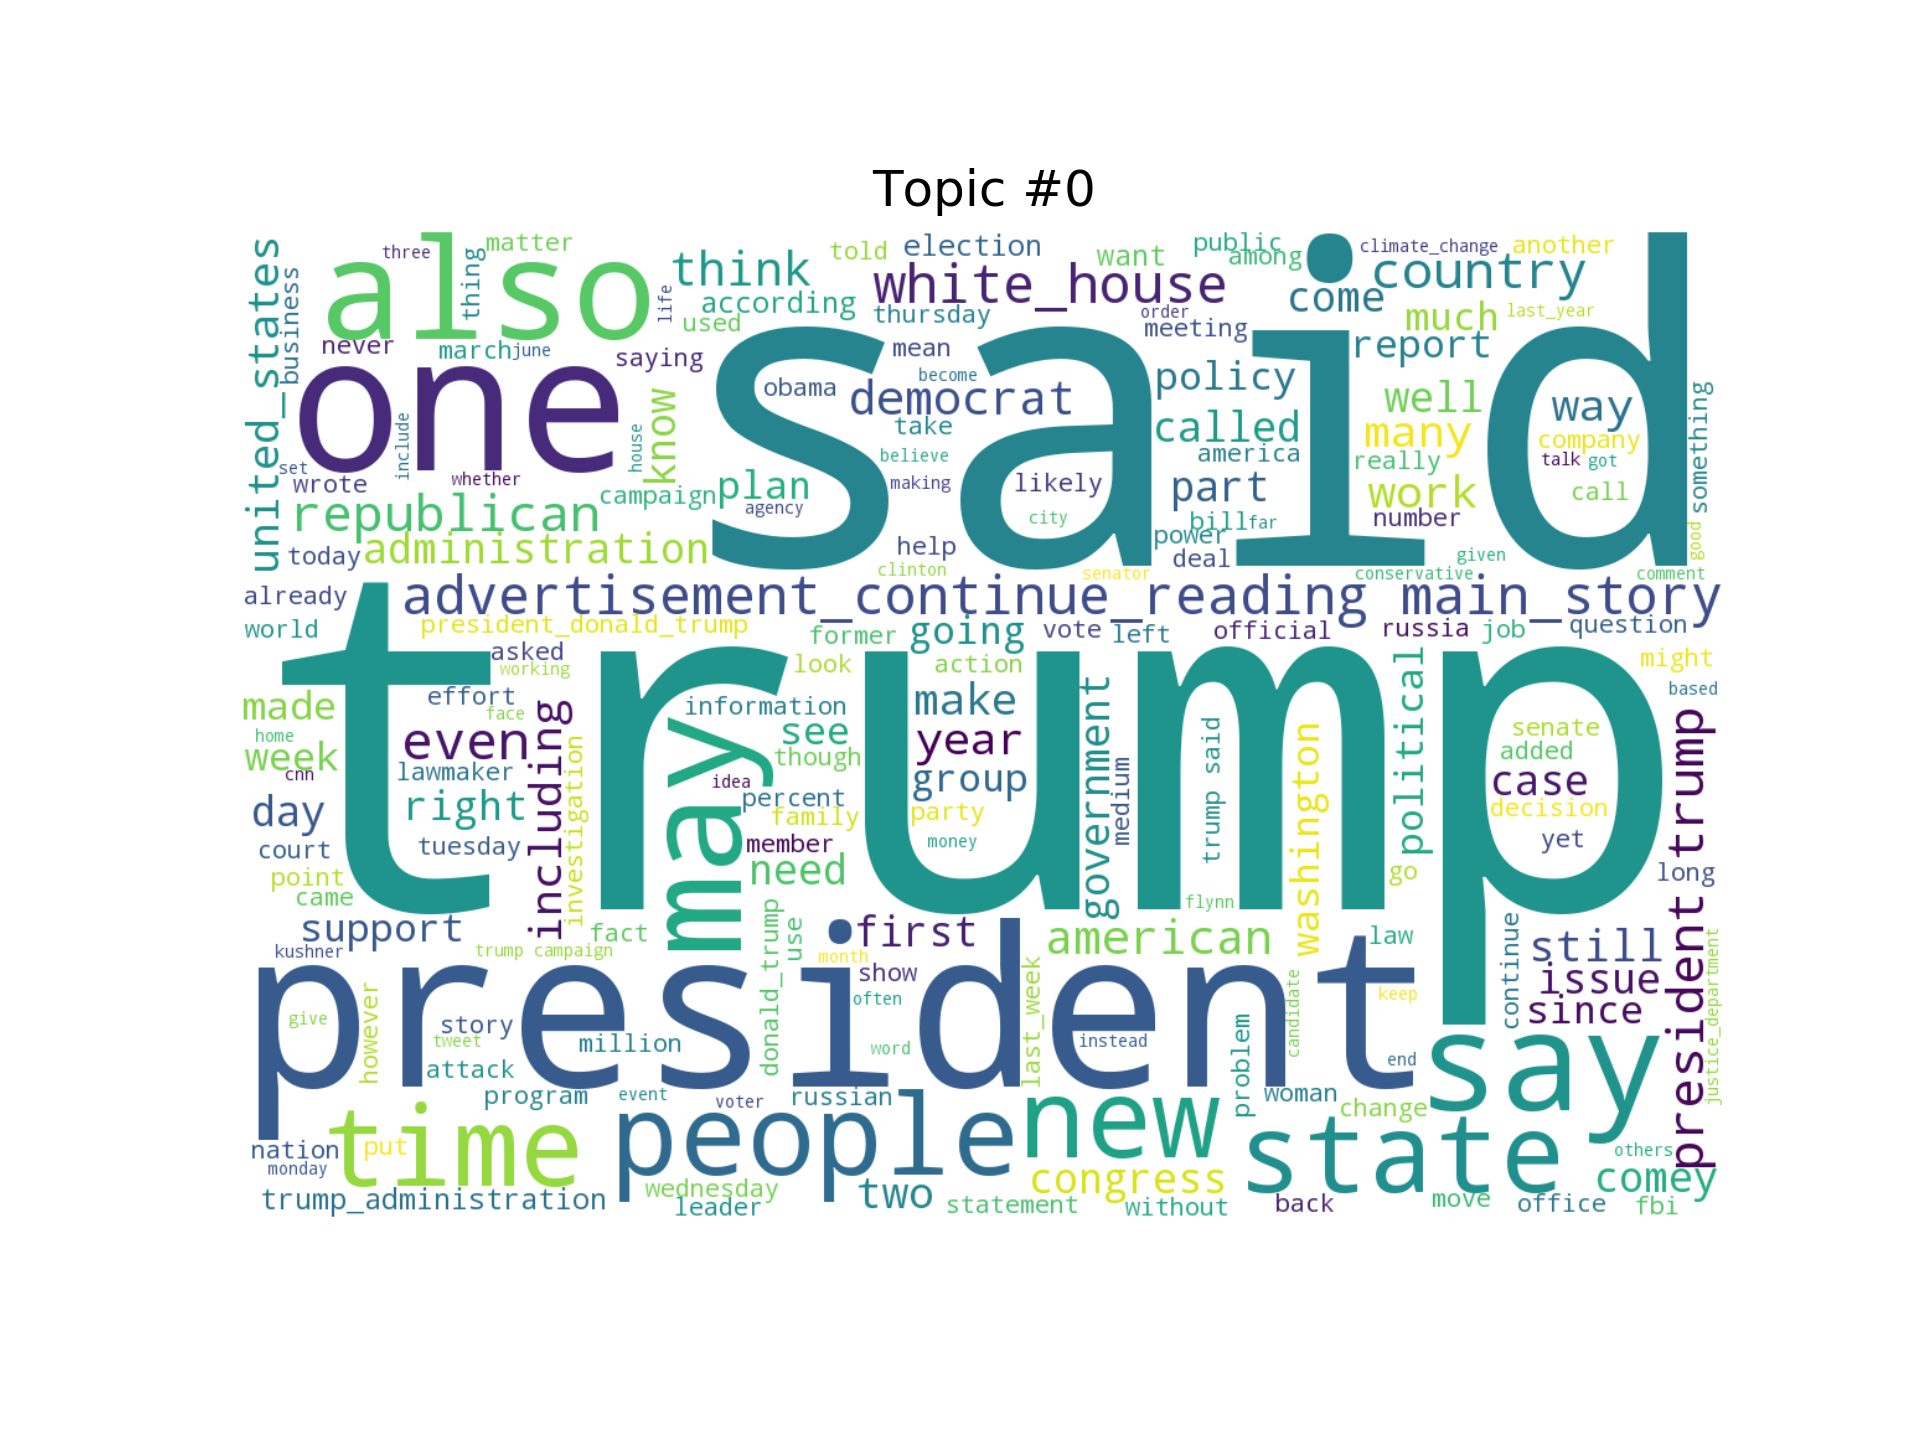 Topic #0
three
matter
thing
also
told
election
want
public
among
climate_change
another
think
white_house
country
come
according
life
used
thursday
order
meeting
much
last_year
report
united_states
business
never
march
june
saying
mean
become
obama
democrat
policy
well
way
said
one
include
house
know
take
believe
called
america
many
really
company
talk
got
call
something
set
wrote
whether
campaign
plan
agency
making
likely
city
part
work
number
republican
today
administration
help
clinton
senator
bill
far
power
deal
given
conservative
good
comment
already
advertisement_continue_reading main_story
world
president_donald_trump
former
going
vote
left
official
russia
job
question
asked
working
look
action
might
based
trump
made
effort
face
information
make
home
week
cnn
even
including
investigation
see
though
year
government
medium
trump said
washington
political
senate
added
case
decision
yet
president trump
lawmaker
idea
group
day
right
percent
family
party
money
may
court
tuesday
member
need
point
came
go
long
flynn
support
kushner
trump campaign
fact
donald_trump
use
first
month
show
american
law
continue
still
issue
since
justice_department
president
give
however
story
tweet
million
often
word
last_week
instead
candidate
keep
end
problem
attack
program
event
voter
russian
woman
change
say
nation
monday
time
put
people
new
state
others
comey
wednesday
leader
two
congress
trump_administration
statement
without
back
move
office
fbi